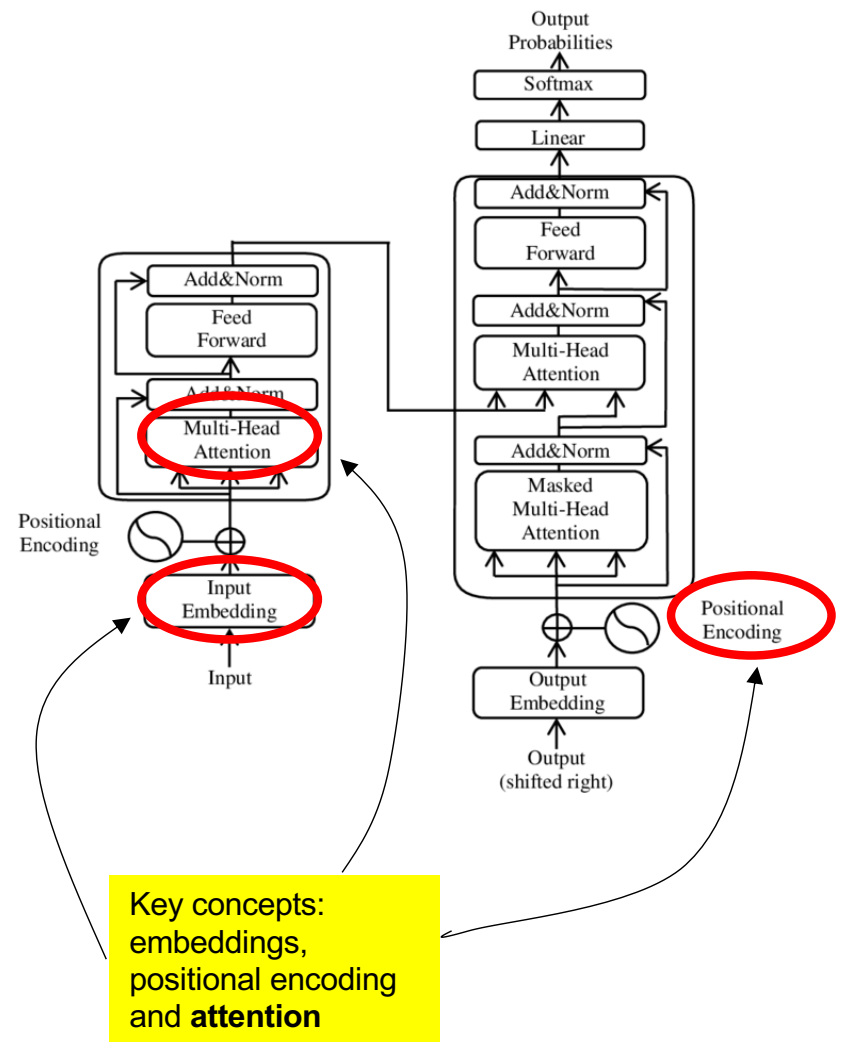 Output
Probabilities
Softmax
Linear
Add&Norm
Feed
Forward
Add&Norm
Multi-Head
Attention
Add&Norm
Masked
Multi-Head
Attention
Positional
Encoding
Output
Embedding
Output
(shifted right)
Add&Norm
Feed
Forward
Add&Norm
Multi-Head
Attention
Positional
Encoding
Input
Embedding
Input
Key concepts:
embeddings,
positional encoding
and attention